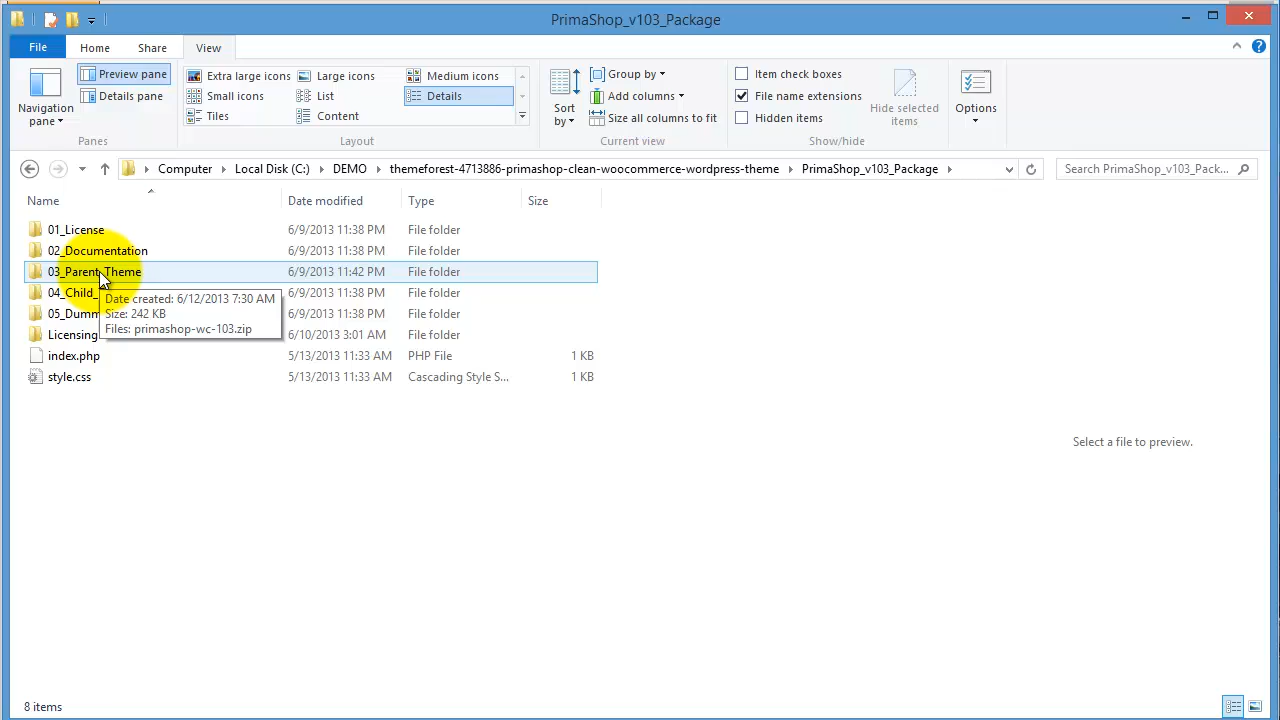 PrimaShop_v103_Package
File Home Share View
Navigation pane
Preview pane
Details pane
Panes
Extra large icons Large icons Medium icons
Small icons List Details
Tiles Content
Layout
Sort by
Group by
Add columns
Size all columns to fit
Current view
Item check boxes
File name extensions
Hidden items
Hide selected items
Show/hide
Options
Computer Local Disk (C:) DEMO themeforest-4713886-primashop-clean-woocommerce-wordpress-theme PrimaShop_v103_Package
Search PrimaShop_v103_Pack...
Name Date modified Type Size
01_License 6/9/2013 11:38 PM File folder
02_Documentation 6/9/2013 11:38 PM File folder
03_Parent_Theme 6/9/2013 11:42 PM File folder
04_Child_ 6/9/2013 11:38 PM File folder
05_Dumm 6/9/2013 11:38 PM File folder
Licensing 6/10/2013 3:01 AM File folder
index.php 5/13/2013 11:33 AM PHP File 1 KB
style.css 5/13/2013 11:33 AM Cascading Style S... 1 KB
Date created: 6/12/2013 7:30 AM
Size: 242 KB
Files: primashop-wc-103.zip
Select a file to preview.
8 items